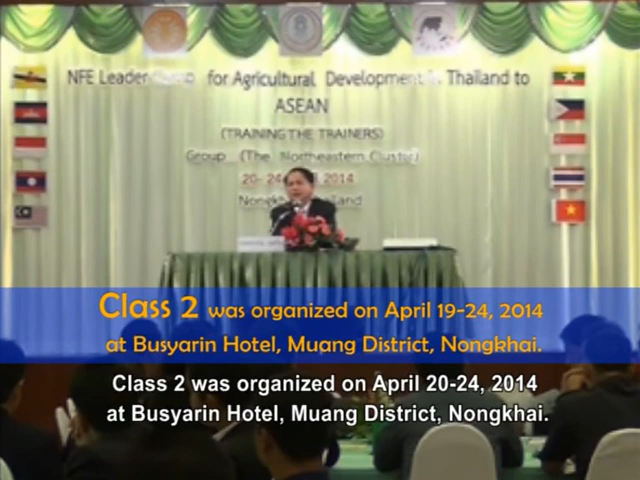 NFE Leader for Agricultural Development in Thailand to
ASEAN
(TRAINING THE TRAINERS)
Group (The Northeastern Cluster)
20- 24 2014
Class 2 was organized on April 19-24, 2014
at Busyarin Hotel, Muang District, Nongkhai.
Class 2 was organized on April 20-24, 2014
at Busyarin Hotel, Muang District, Nongkhai.